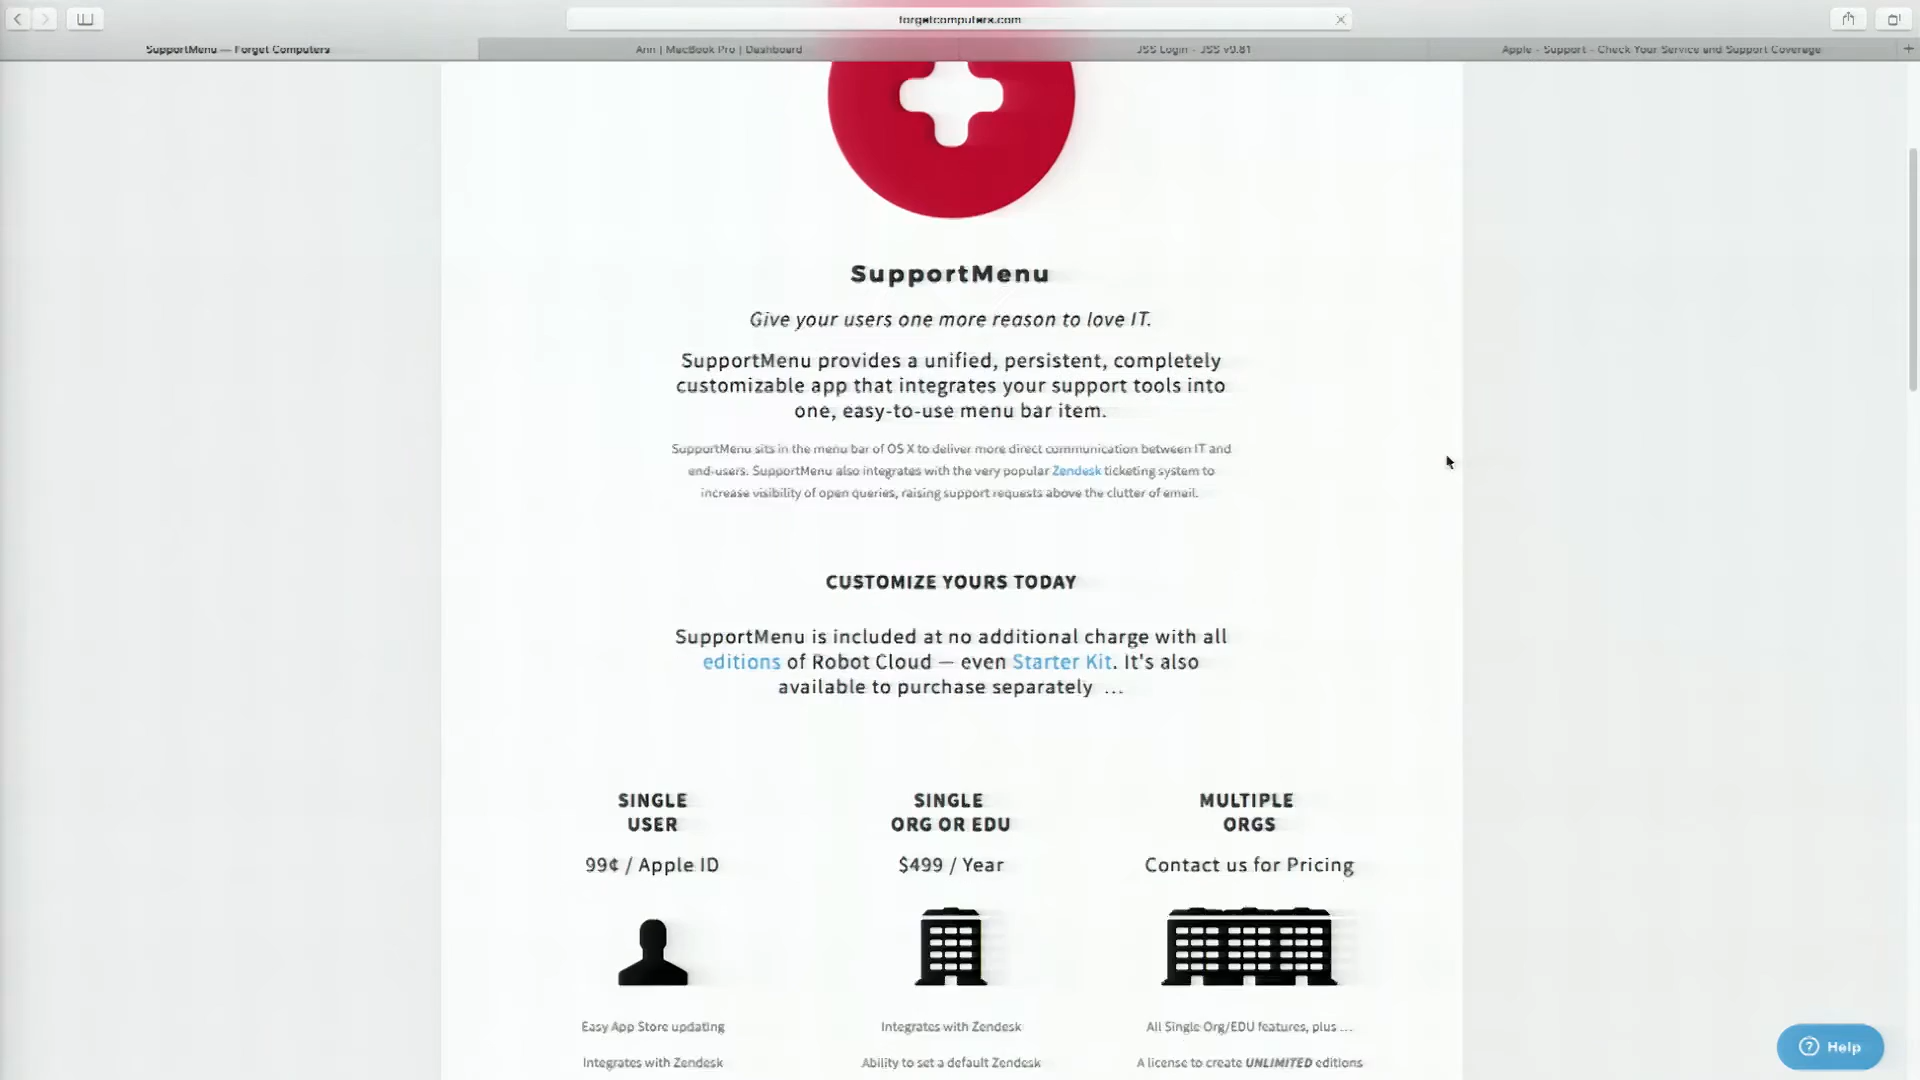 forgetcomputers.com
SupportMenu — Forget Computers
Ann | MacBook Pro | Dashboard
JSS Login - JSS v9.81
Apple - Support - Check Your Service and Support Coverage
SupportMenu
Give your users one more reason to love IT.
SupportMenu provides a unified, persistent, completely
customizable app that integrates your support tools into
one, easy-to-use menu bar item.
SupportMenu sits in the menu bar of OS X to deliver more direct communication between IT and
end-users. SupportMenu also integrates with the very popular Zendesk ticketing system to
increase visibility of open queries, raising support requests above the clutter of email.
CUSTOMIZE YOURS TODAY
SupportMenu is included at no additional charge with all
editions of Robot Cloud — even Starter Kit. It's also
available to purchase separately ...
SINGLE
USER
99¢ / Apple ID
Easy App Store updating
Integrates with Zendesk
SINGLE
ORG OR EDU
$499 / Year
Integrates with Zendesk
Ability to set a default Zendesk
MULTIPLE
ORGS
Contact us for Pricing
All Single Org/EDU features, plus ...
A license to create UNLIMITED editions
Help